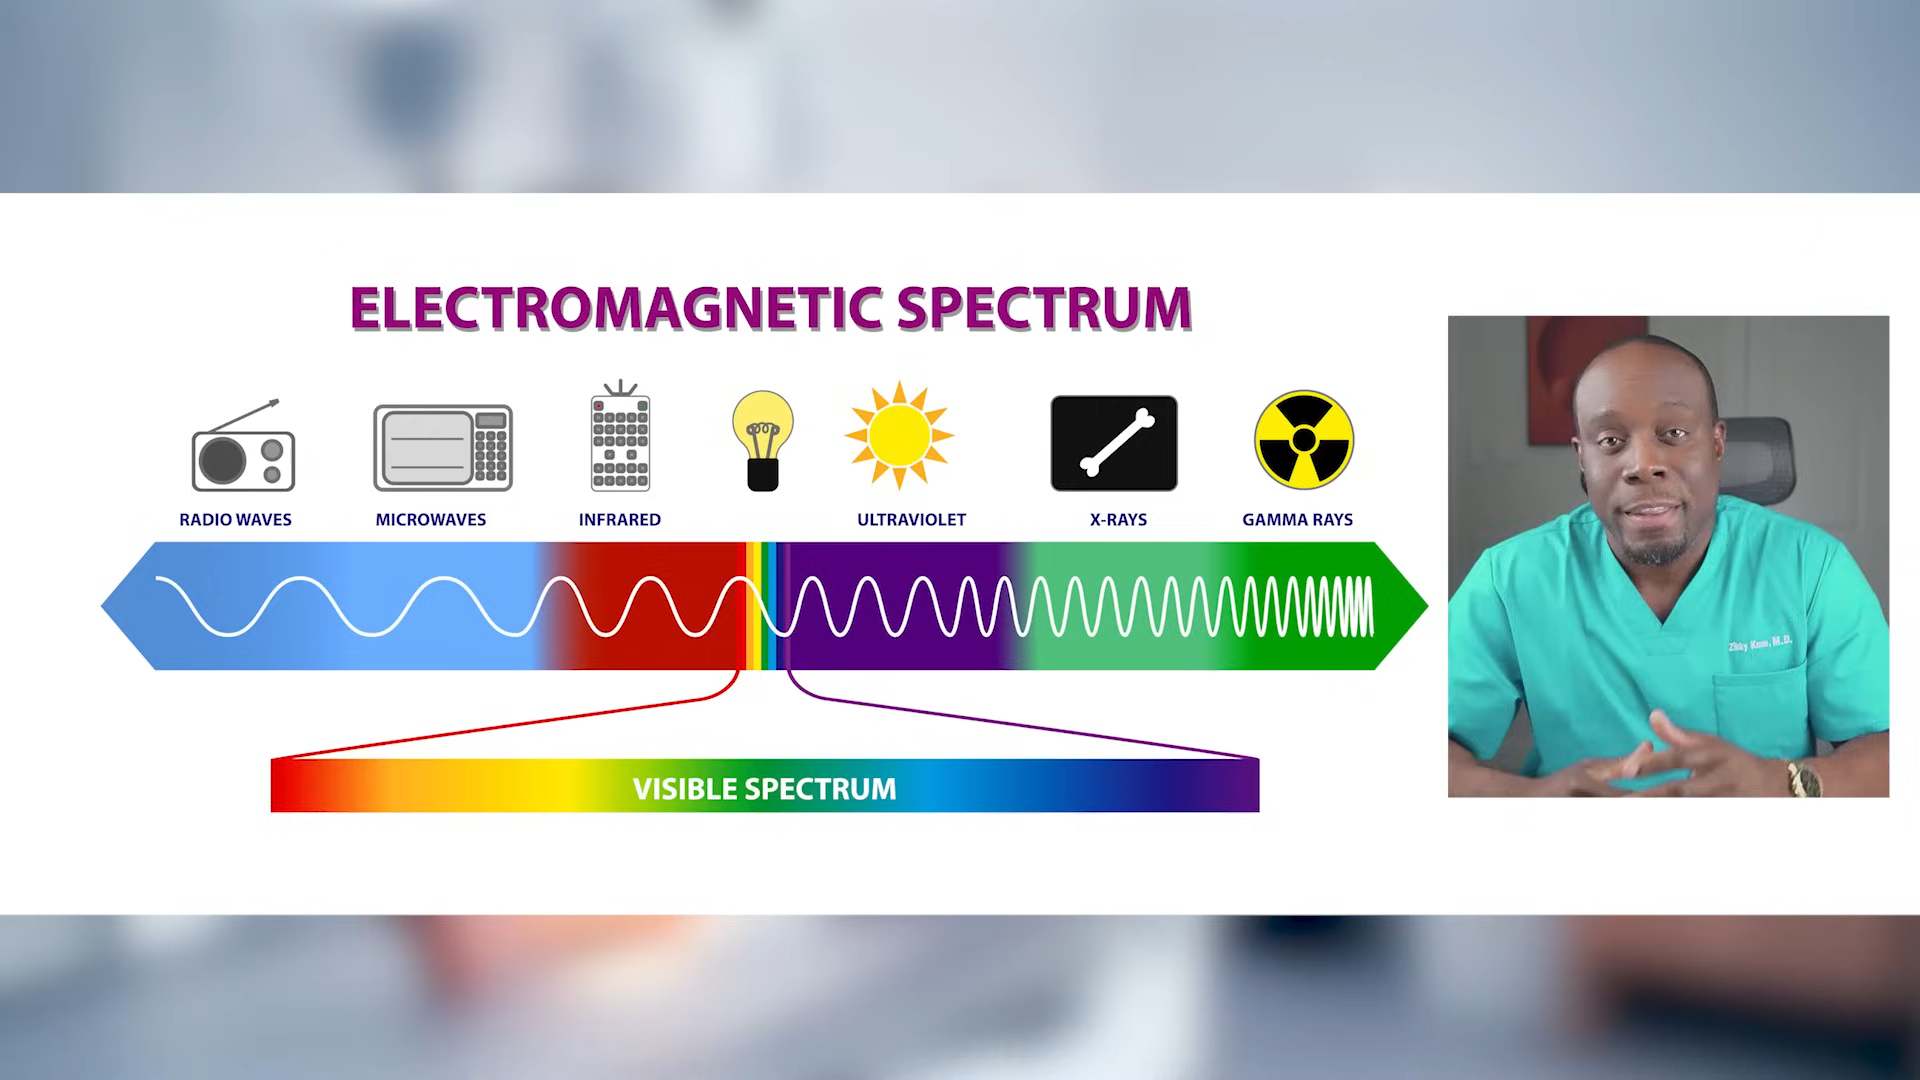 ELECTROMAGNETIC SPECTRUM
RADIO WAVES
MICROWAVES
INFRARED
ULTRAVIOLET
X-RAYS
GAMMA RAYS
VISIBLE SPECTRUM
M.D.